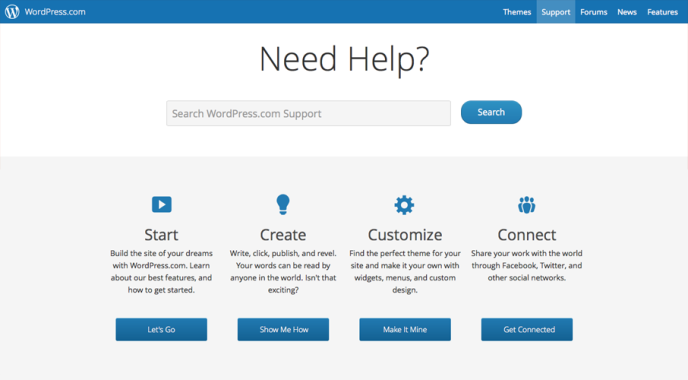 WordPress.com
Themes Support Forums News Features
Need Help?
Search WordPress.com Support
Search
Start
Build the site of your dreams
with WordPress.com. Learn
about our best features, and
how to get started.
Let's Go
Create
Write, click, publish, and revel.
Your words can be read by
anyone in the world. Isn't that
exciting?
Show Me How
Customize
Find the perfect theme for your
site and make it your own with
widgets, menus, and custom
design.
Make It Mine
Connect
Share your work with the world
through Facebook, Twitter, and
other social networks.
Get Connected